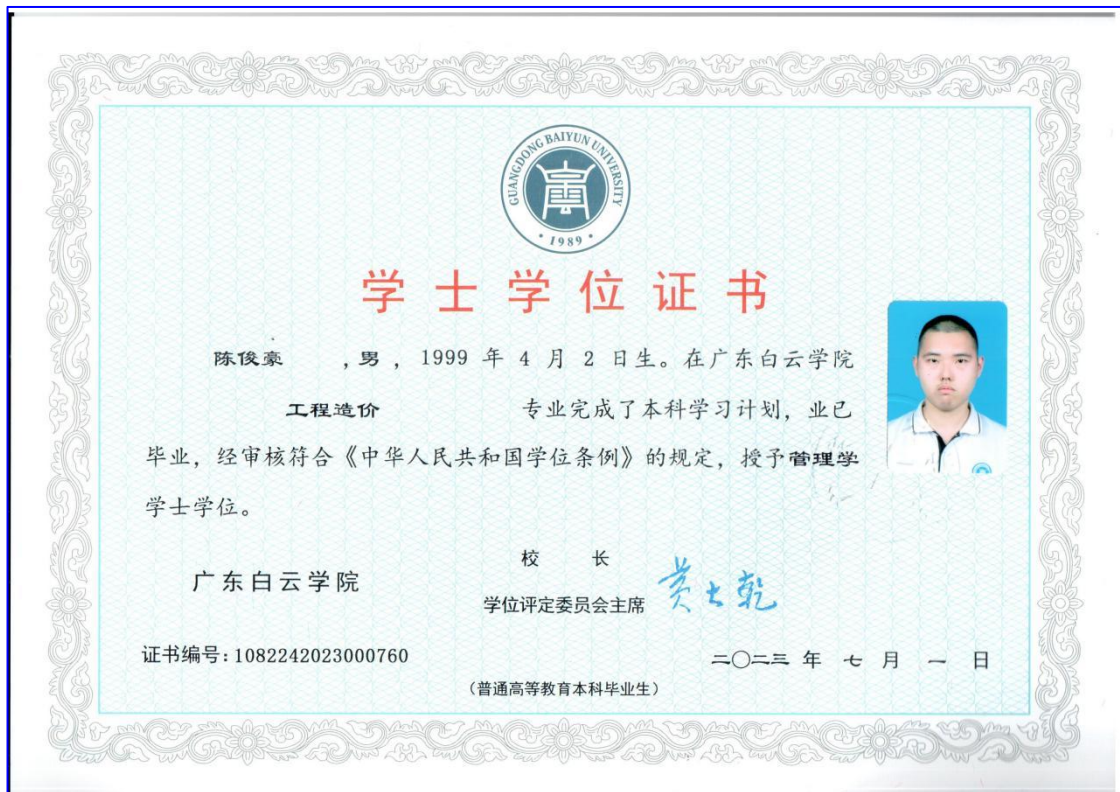 GUANGDONG BAIYUN UNIVERSITY
·1989·
学士学位证书
陈俊豪 ,男,1999 年 4 月 2 日生。在广东白云学院
工程造价 专业完成了本科学习计划,业已
毕业,经审核符合《中华人民共和国学位条例》的规定,授予管理学
学士学位。
校 长
广东白云学院
学位评定委员会主席
证书编号:1082242023000760
二〇二三 年 七 月 一 日
(普通高等教育本科毕业生)